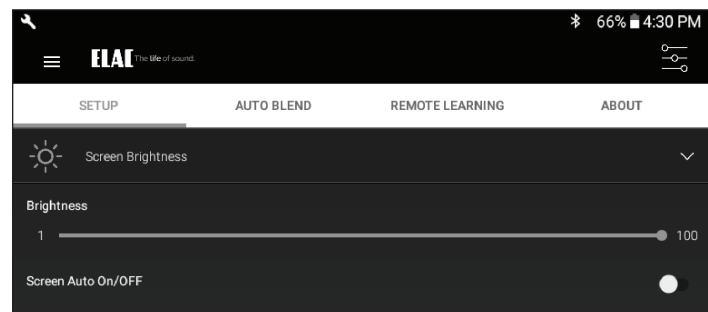 66% 4:30 PM
ELAC The life of sound.
SETUP AUTO BLEND REMOTE LEARNING ABOUT
Screen Brightness
Brightness
1 100
Screen Auto On/OFF